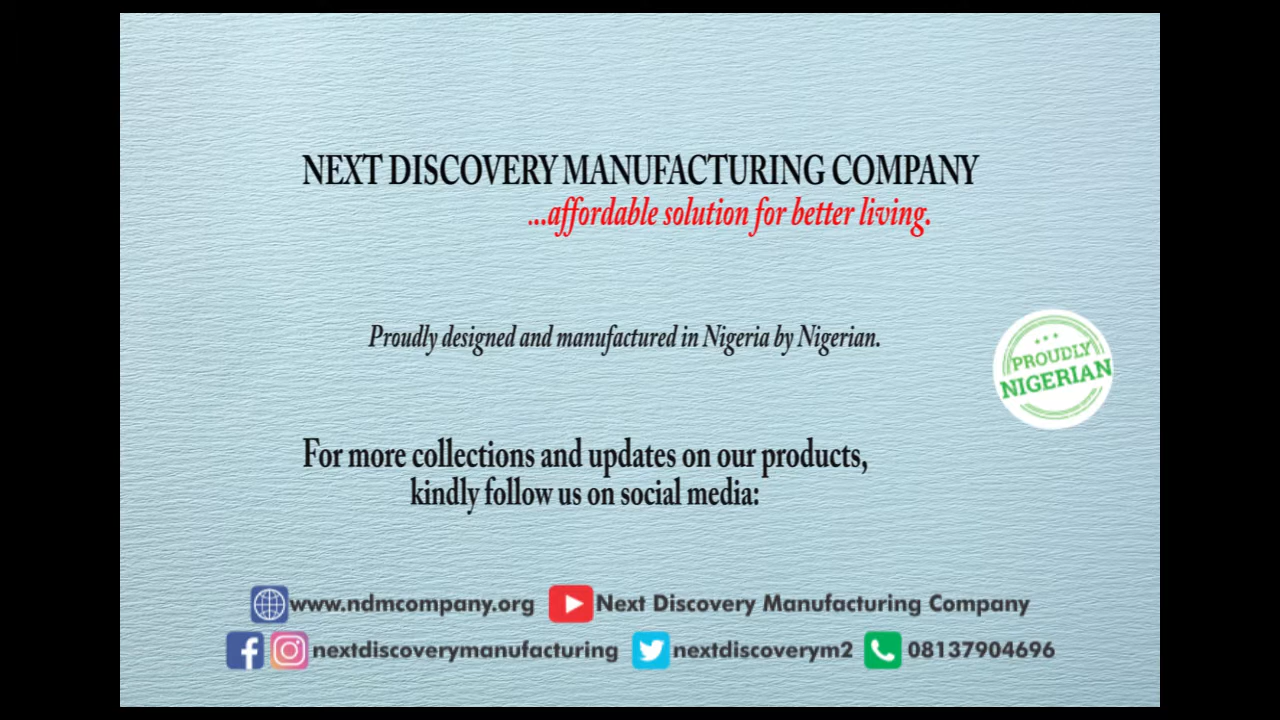 NEXT DISCOVERY MANUFACTURING COMPANY
...affordable solution for better living.
Proudly designed and manufactured in Nigeria by Nigerian.
PROUDLY
NIGERIAN
For more collections and updates on our products,
kindly follow us on social media:
www.ndmcompany.org Next Discovery Manufacturing Company
nextdiscoverymanufacturing nextdiscoverym2 08137904696